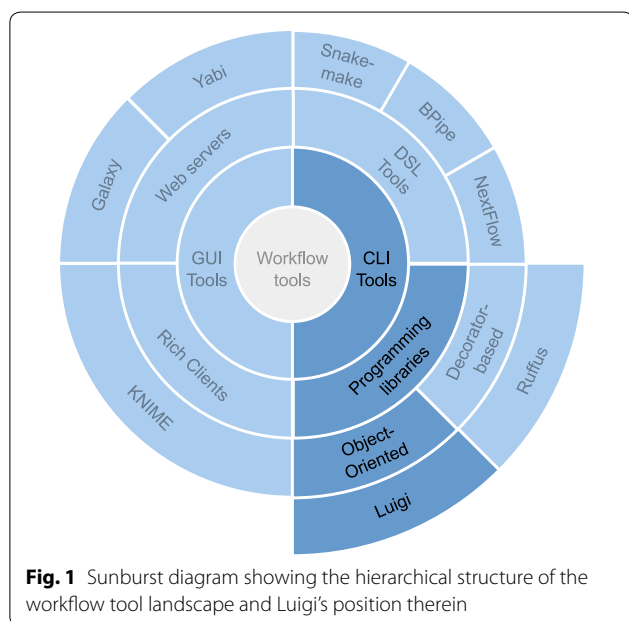 Yabi
Snake-
make
BPipe
Galaxy
Web servers
DSL
Tools
NextFlow
GUI
Tools
Workflow
tools
CLI
Tools
KNIME
Rich Clients
Programming
libraries
Decorator-
based
Ruffus
Object-
Oriented
Luigi
Fig. 1 Sunburst diagram showing the hierarchical structure of the
workflow tool landscape and Luigi’s position therein